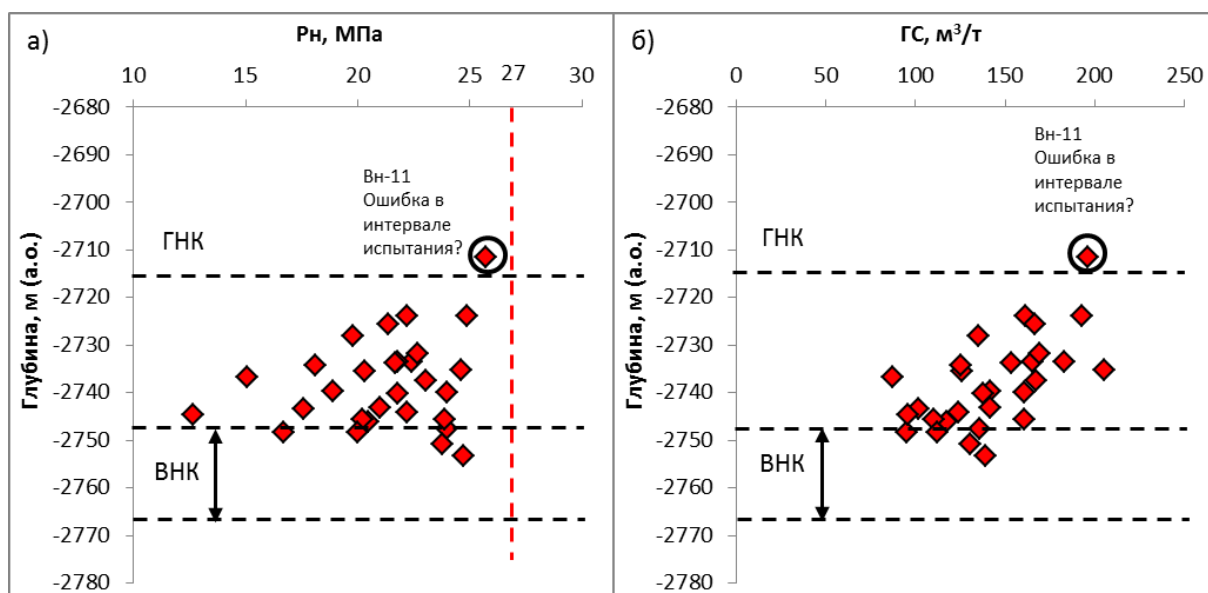 а)
Рн, МПа
10 15 20 25 27 30
Глубина, м (а.о.)
-2680
-2690
-2700
-2710
-2720
-2730
-2740
-2750
-2760
-2770
-2780
Вн-11
Ошибка в
интервале
испытания?
ГНК
ВНК
б)
ГС, м³/т
0 50 100 150 200 250
Глубина, м (а.о.)
-2680
-2690
-2700
-2710
-2720
-2730
-2740
-2750
-2760
-2770
-2780
Вн-11
Ошибка в
интервале
испытания?
ГНК
ВНК